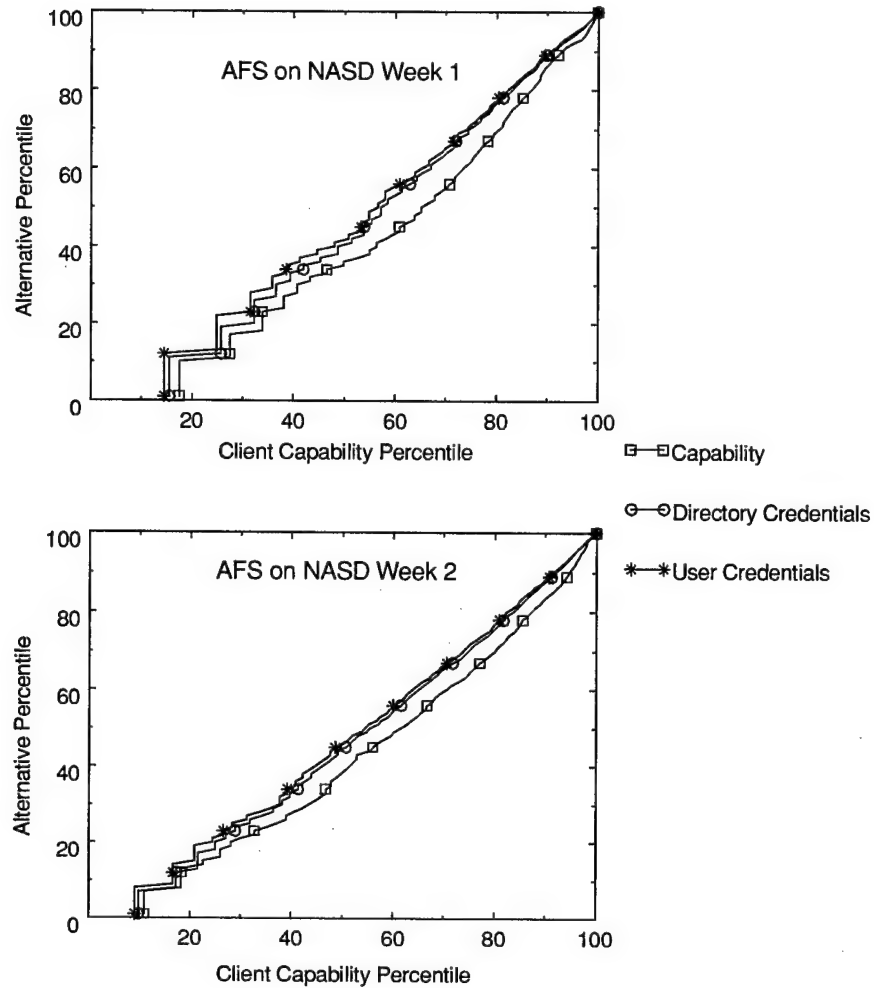 100
AFS on NASD Week 1
80
60
40
20
0
Alternative Percentile
20 40 60 80 100
Client Capability Percentile
Capability
Directory Credentials
User Credentials
100
AFS on NASD Week 2
80
60
40
20
0
Alternative Percentile
20 40 60 80 100
Client Capability Percentile